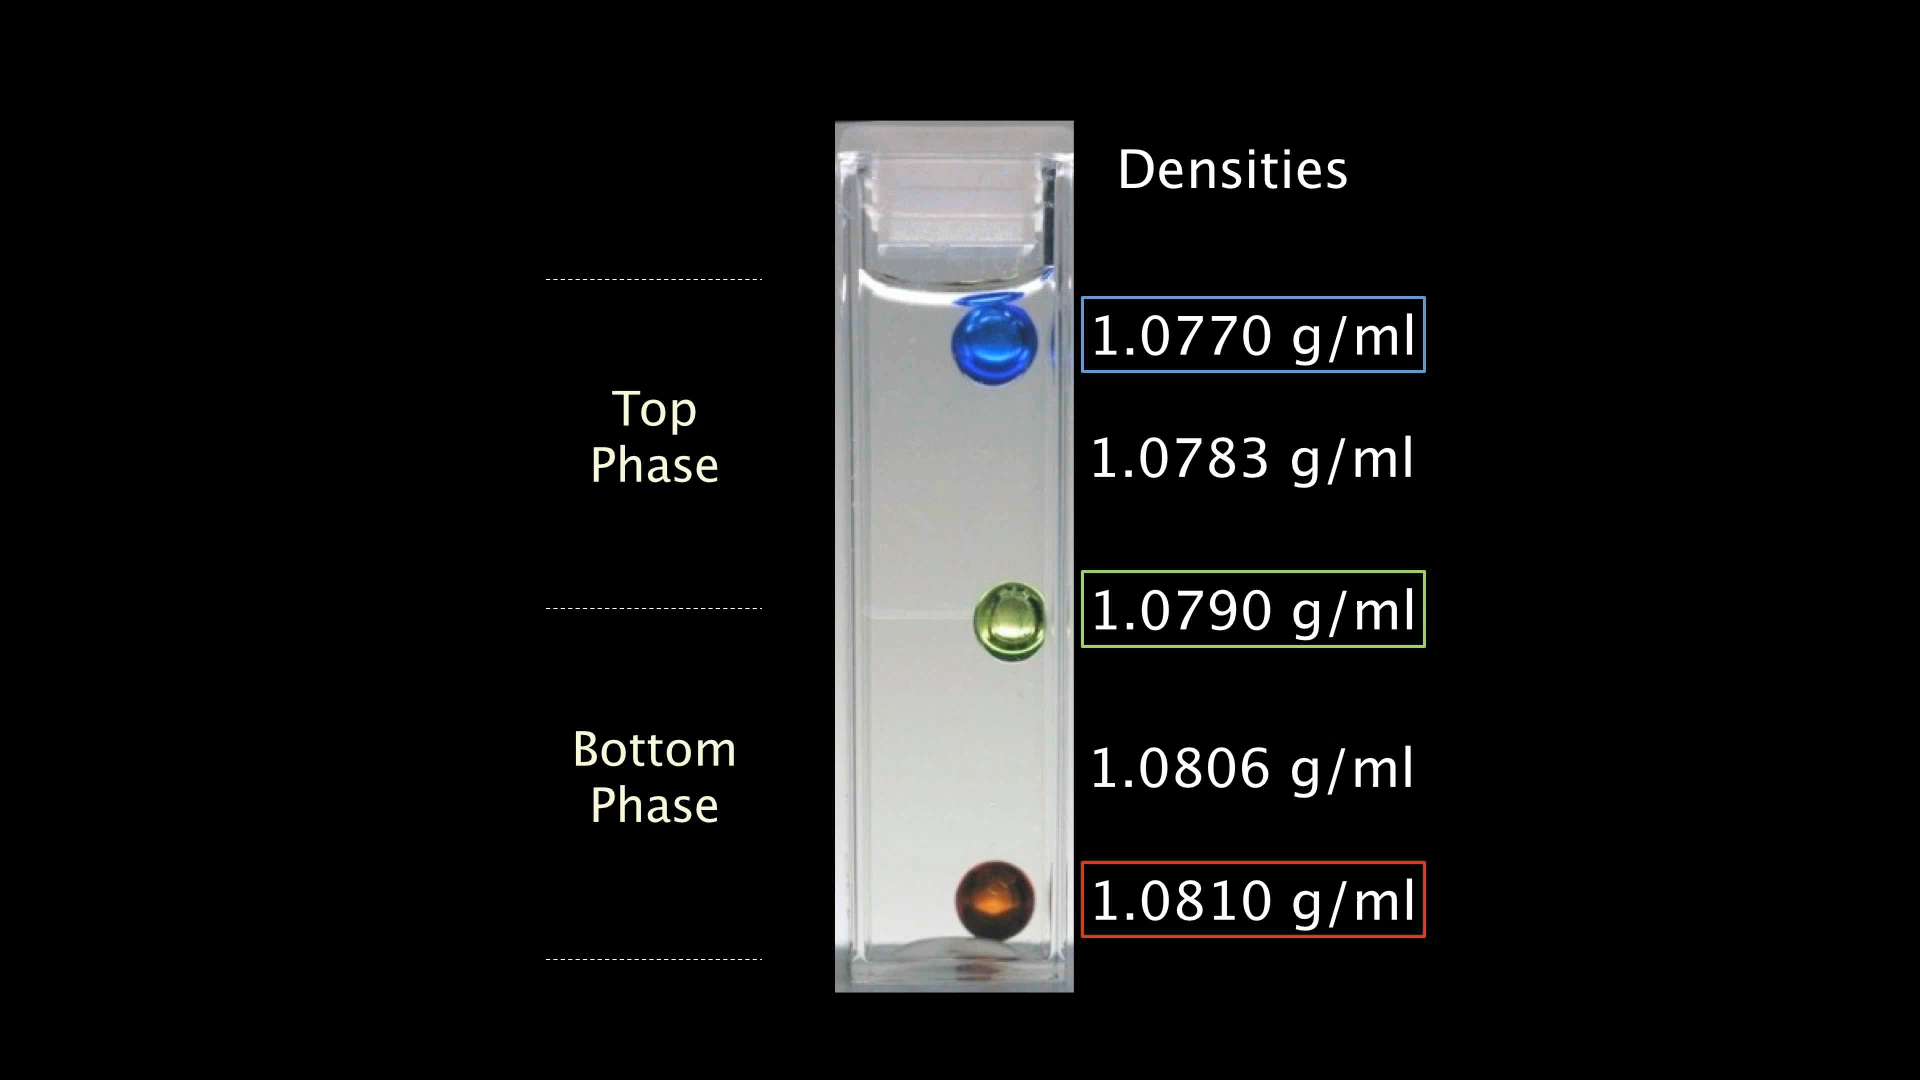 Densities
1.0770 g/ml
Top
Phase
1.0783 g/ml
1.0790 g/ml
Bottom
Phase
1.0806 g/ml
1.0810 g/ml